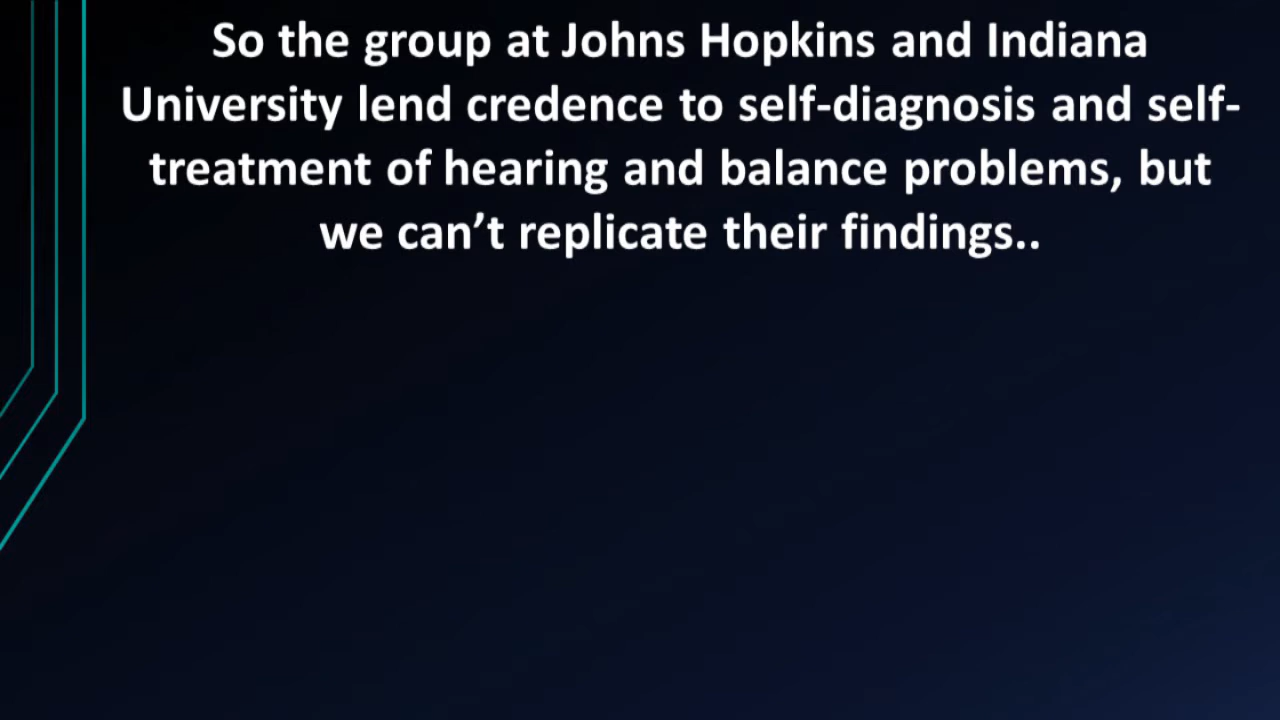 So the group at Johns Hopkins and Indiana
University lend credence to self-diagnosis and self-
treatment of hearing and balance problems, but
we can’t replicate their findings..